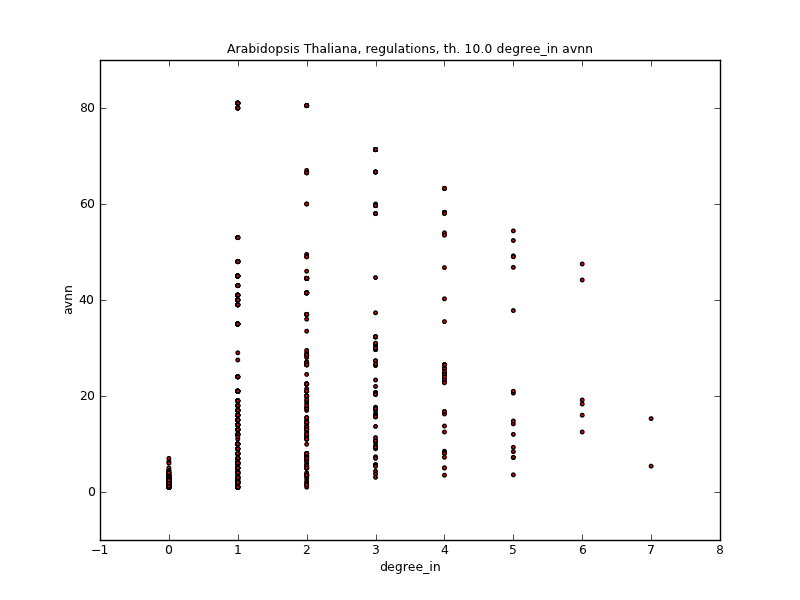 Arabidopsis Thaliana, regulations, th. 10.0 degree_in avnn
80
60
40
20
0
avnn
−1 0 1 2 3 4 5 6 7 8
degree_in